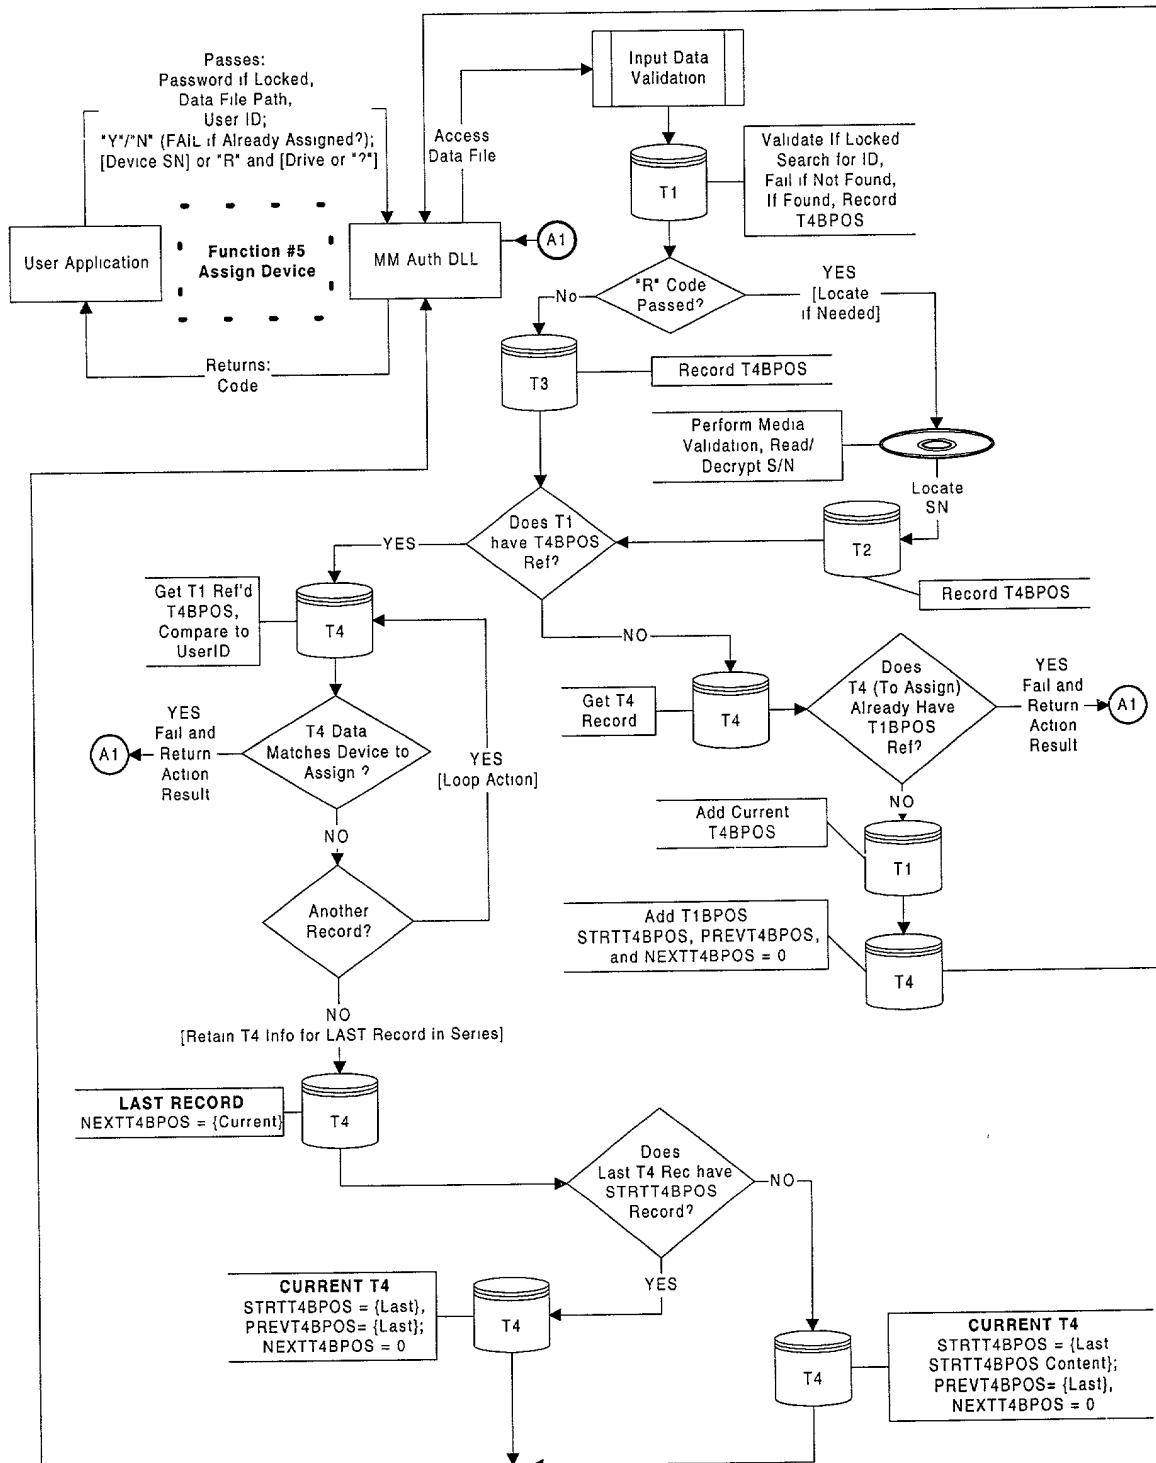 Passes:
Password if Locked,
Data File Path,
User ID;
"Y"/"N" (FAIL if Already Assigned?);
[Device SN] or "R" and [Drive or "?"]
User Application
Function #5
Assign Device
MM Auth DLL
A1
Returns:
Code
Access
Data File
Input Data
Validation
T1
Validate If Locked
Search for ID,
Fail if Not Found,
If Found, Record
T4BPOS
"R" Code
Passed?
No
YES
[Locate
if Needed]
T3
Record T4BPOS
Perform Media
Validation, Read/
Decrypt S/N
Locate
SN
T2
Record T4BPOS
Does T1
have T4BPOS
Ref?
YES
NO
Get T1 Ref'd
T4BPOS,
Compare to
UserID
T4
T4 Data
Matches Device to
Assign ?
YES
Fail and
Return
Action
Result
A1
YES
[Loop Action]
NO
Another
Record?
NO
[Retain T4 Info for LAST Record in Series]
Get T4
Record
T4
Does
T4 (To Assign)
Already Have
T1BPOS
Ref?
YES
Fail and
Return
Action
Result
A1
NO
Add Current
T4BPOS
T1
Add T1BPOS
STRTT4BPOS, PREVT4BPOS,
and NEXTT4BPOS = 0
T4
LAST RECORD
NEXTT4BPOS = {Current}
T4
Does
Last T4 Rec have
STRTT4BPOS
Record?
NO
YES
CURRENT T4
STRTT4BPOS = {Last},
PREVT4BPOS= {Last};
NEXTT4BPOS = 0
T4
T4
CURRENT T4
STRTT4BPOS = {Last
STRTT4BPOS Content};
PREVT4BPOS= {Last},
NEXTT4BPOS = 0